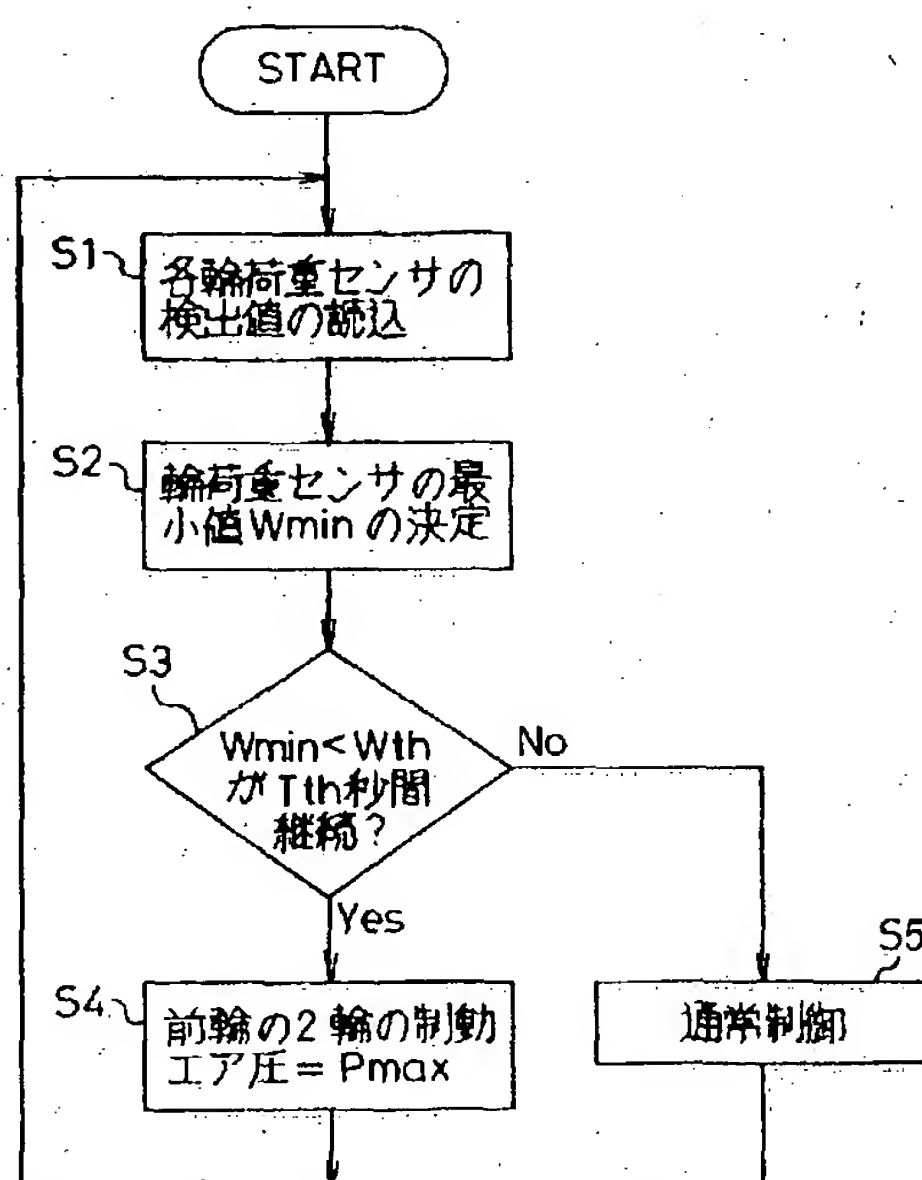 START
S1
各輪荷重センサの
検出値の読込
S2
輪荷重センサの最
小値Wminの決定
S3
Wmin<Wth
がTth秒間
継続?
No
Yes
S4
前輪の2輪の制動
エア圧=Pmax
S5
通常制御